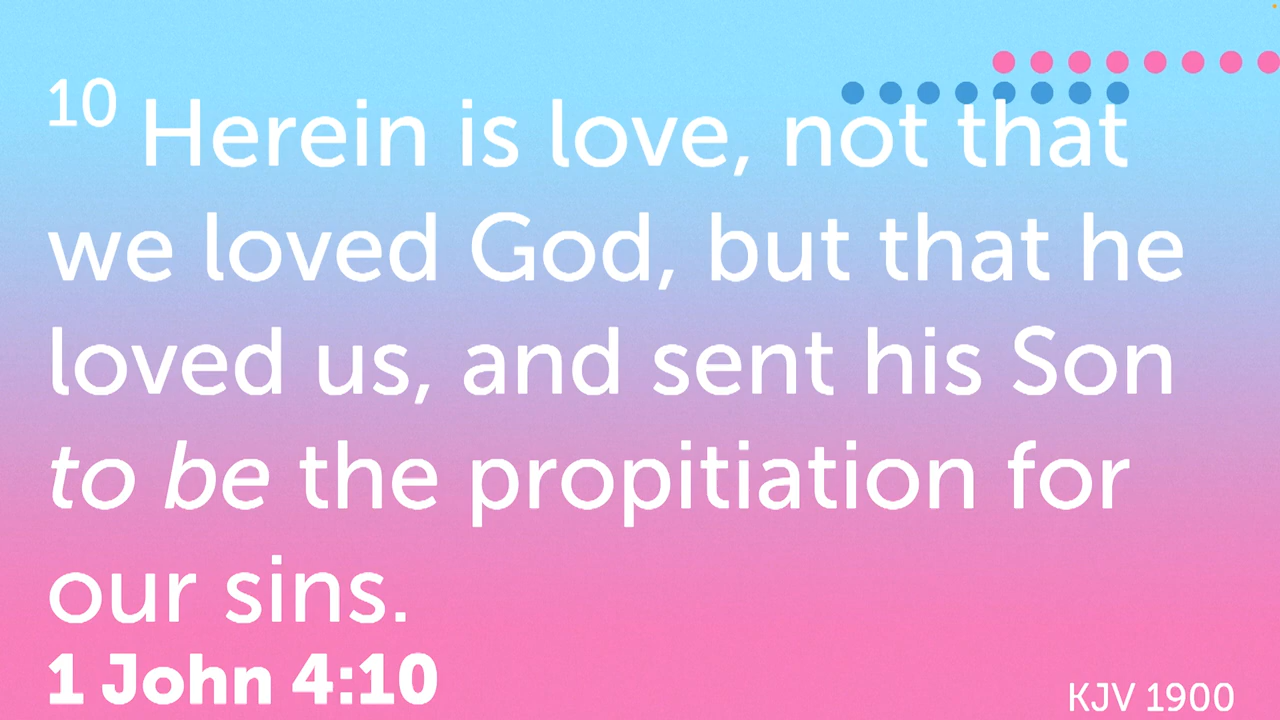 10 Herein is love, not that
we loved God, but that he
loved us, and sent his Son
to be the propitiation for
our sins.
1 John 4:10
KJV 1900